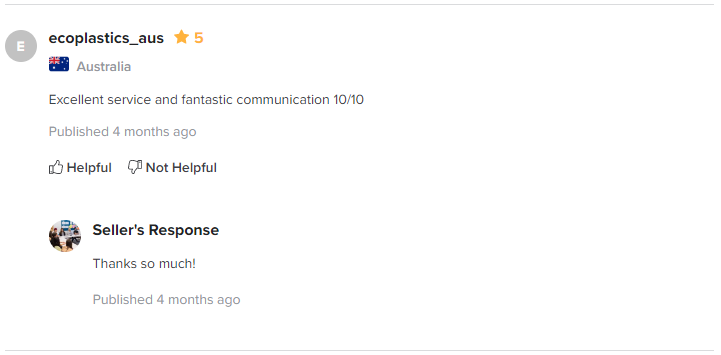 E
ecoplastics_aus 5
Australia
Excellent service and fantastic communication 10/10
Published 4 months ago
Helpful Not Helpful
Seller's Response
Thanks so much!
Published 4 months ago